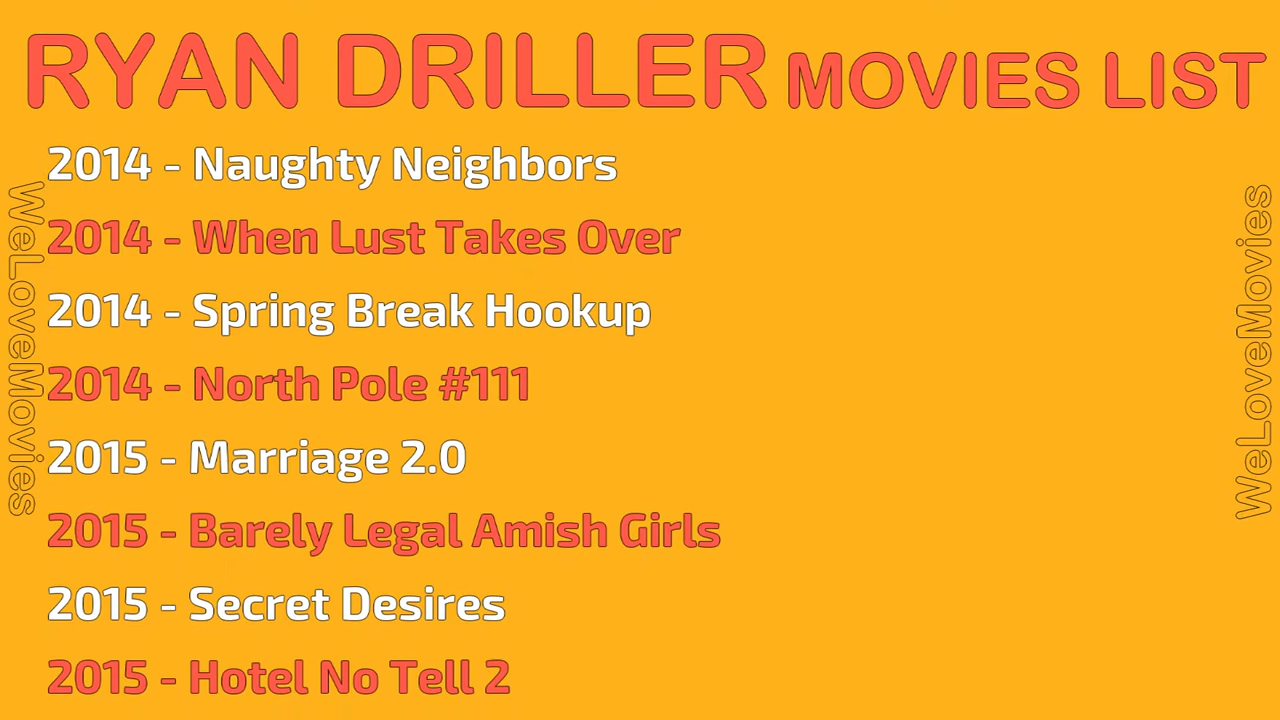 RYAN DRILLER MOVIES LIST
2014 - Naughty Neighbors
2014 - When Lust Takes Over
2014 - Spring Break Hookup
2014 - North Pole #111
2015 - Marriage 2.0
2015 - Barely Legal Amish Girls
2015 - Secret Desires
2015 - Hotel No Tell 2
WeLoveMovies
WeLoveMovies